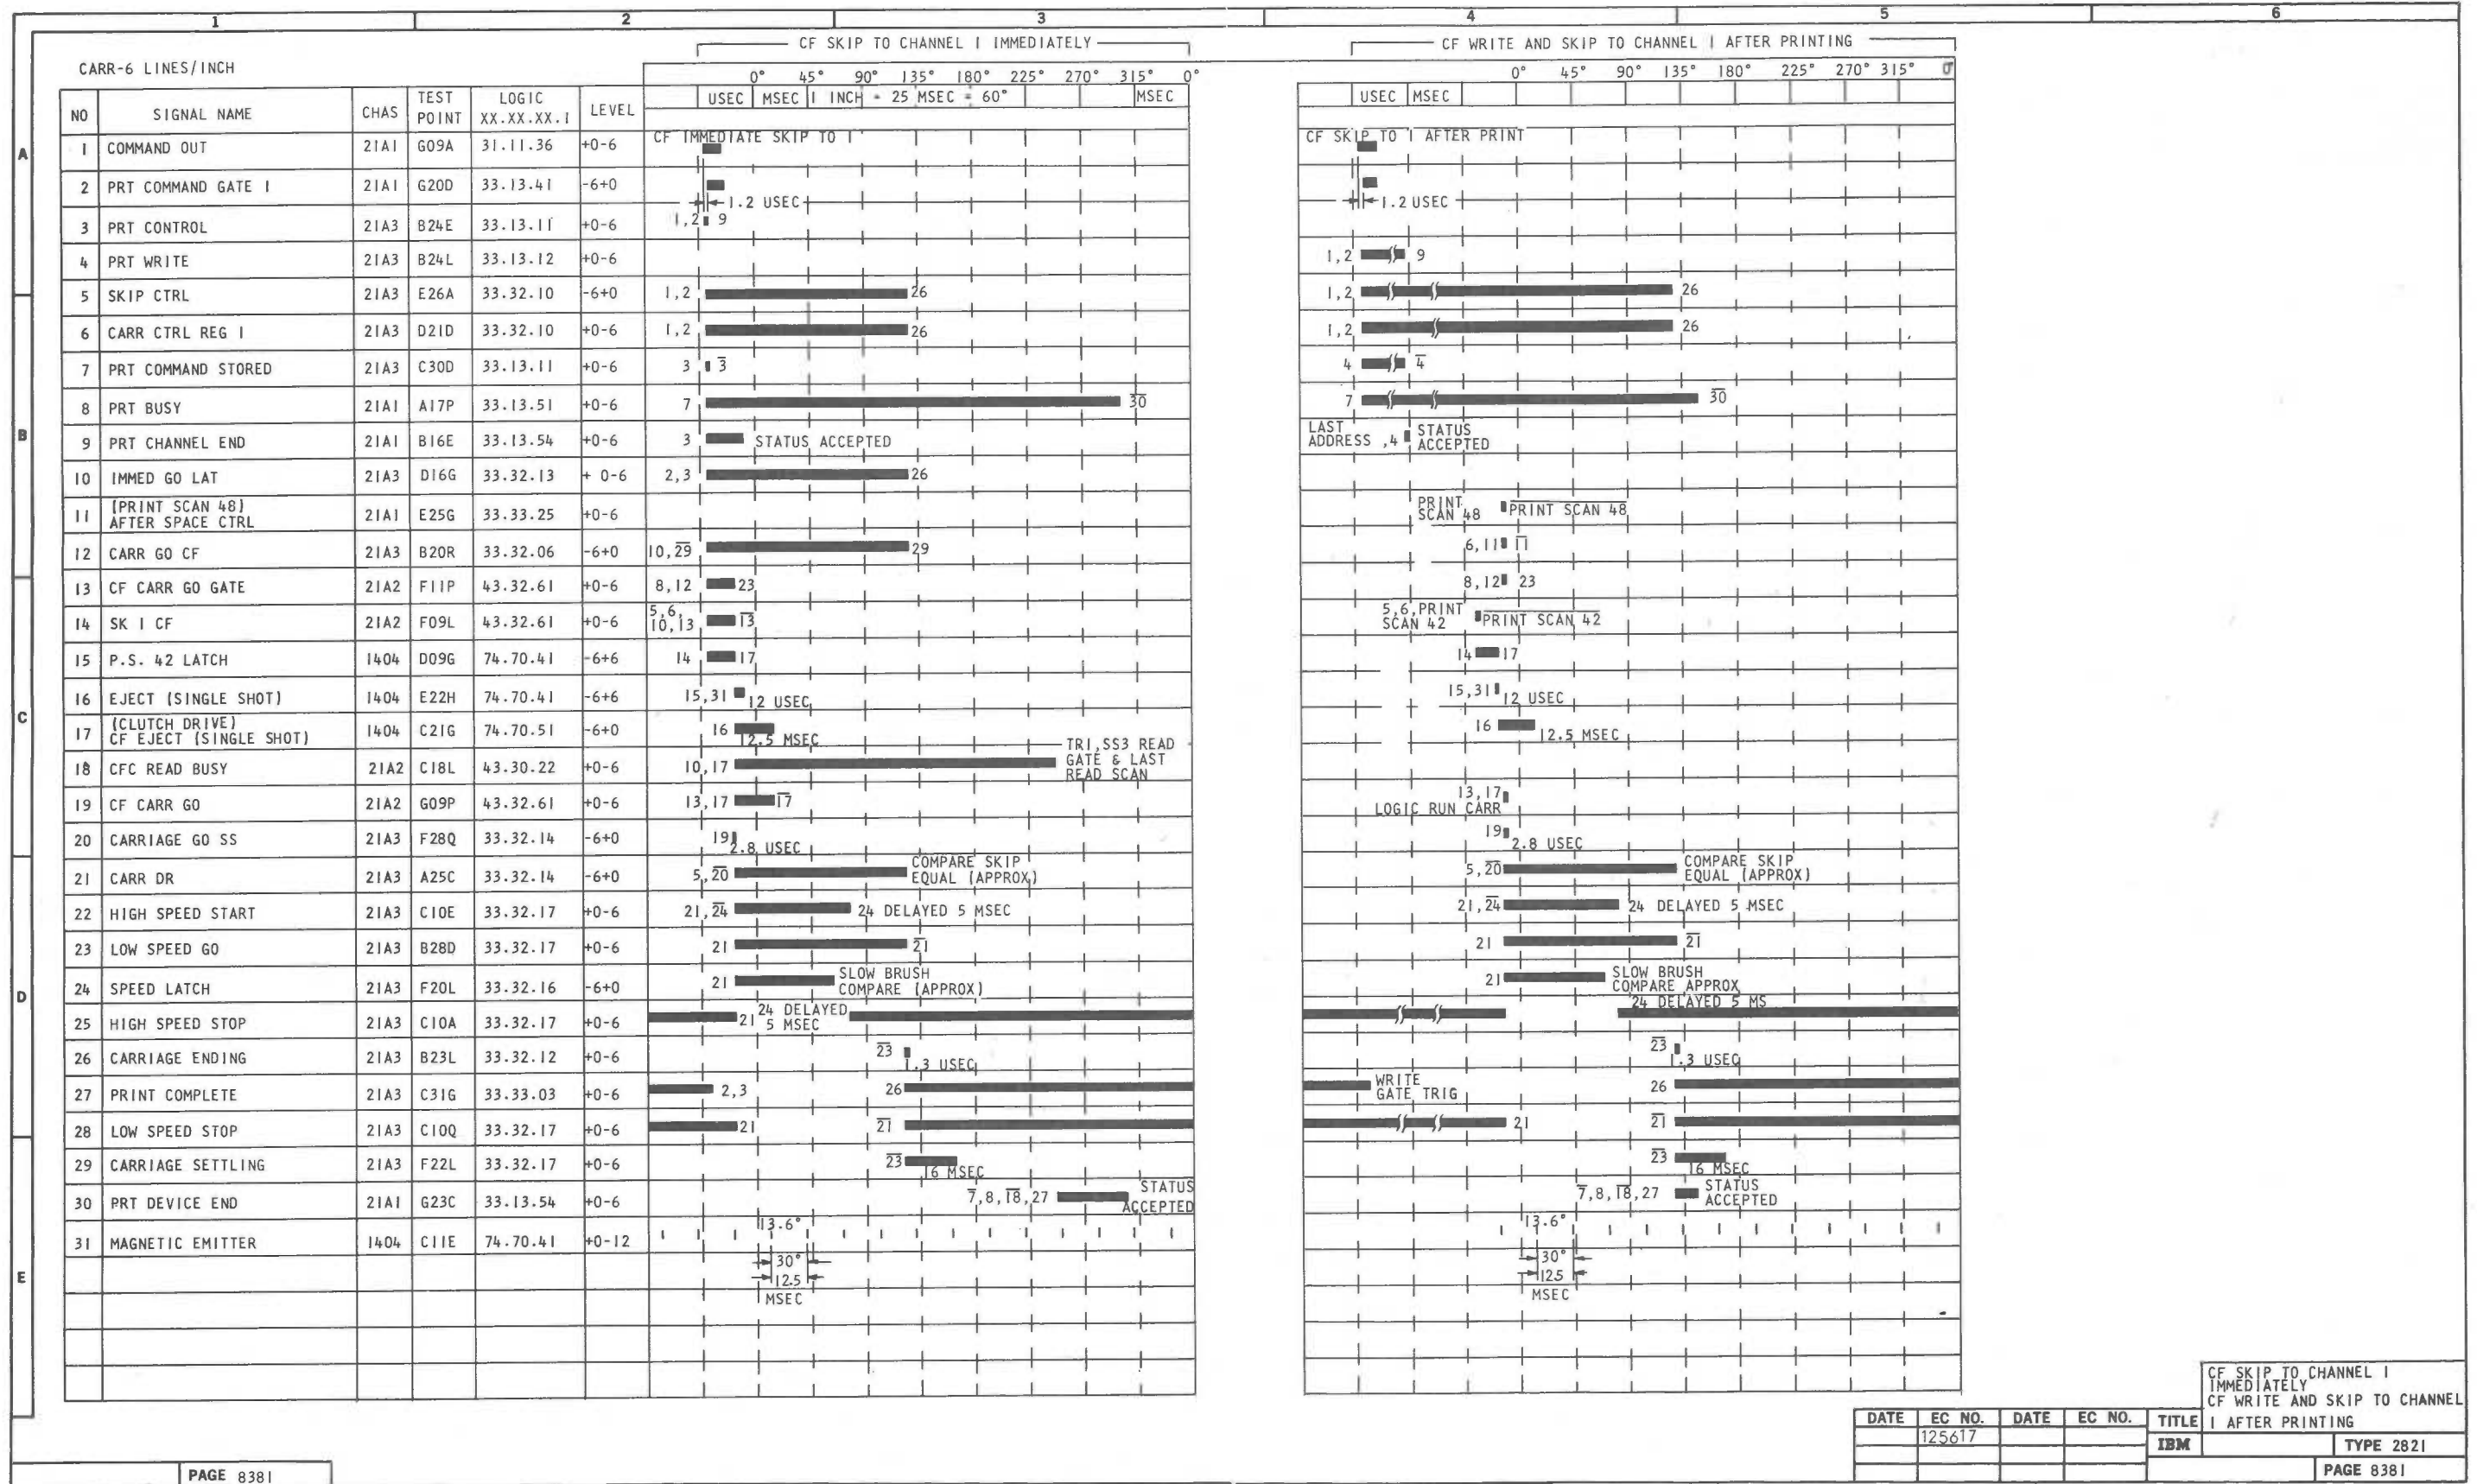 1 2 3 4 5 6
CF SKIP TO CHANNEL 1 IMMEDIATELY
CF WRITE AND SKIP TO CHANNEL 1 AFTER PRINTING
CARR-6 LINES/INCH
0° 45° 90° 135° 180° 225° 270° 315° 0°
0° 45° 90° 135° 180° 225° 270° 315° 0°
NO SIGNAL NAME CHAS TEST POINT LOGIC XX.XX.XX.1 LEVEL USEC MSEC 1 INCH = 25 MSEC = 60° MSEC USEC MSEC
1 COMMAND OUT 21A1 G09A 31.11.36 +0-6 CF IMMEDIATE SKIP TO 1 CF SKIP TO 1 AFTER PRINT
2 PRT COMMAND GATE 1 21A1 G20D 33.13.41 -6+0 1.2 USEC 1.2 USEC
3 PRT CONTROL 21A3 B24E 33.13.11 +0-6 1,2 9
4 PRT WRITE 21A3 B24L 33.13.12 +0-6 1,2 9
5 SKIP CTRL 21A3 E26A 33.32.10 -6+0 1,2 26 1,2 26
6 CARR CTRL REG 1 21A3 D21D 33.32.10 +0-6 1,2 26 1,2 26
7 PRT COMMAND STORED 21A3 C30D 33.13.11 +0-6 3 3̅ 4 4̅
8 PRT BUSY 21A1 A17P 33.13.51 +0-6 7 3̅0̅ 7 3̅0̅
9 PRT CHANNEL END 21A1 B16E 33.13.54 +0-6 3 STATUS ACCEPTED LAST ADDRESS ,4 STATUS ACCEPTED
10 IMMED GO LAT 21A3 D16G 33.32.13 + 0-6 2,3 26
11 (PRINT SCAN 48) AFTER SPACE CTRL 21A1 E25G 33.33.25 +0-6 PRINT SCAN 48 PRINT SCAN 48
12 CARR GO CF 21A3 B20R 33.32.06 -6+0 10,2̅9̅ 29 6,11 1̅1̅
13 CF CARR GO GATE 21A2 F11P 43.32.61 +0-6 8,12 23 8,12 23
14 SK 1 CF 21A2 F09L 43.32.61 +0-6 5,6, 10,13 1̅3̅ 5,6,PRINT SCAN 42 PRINT SCAN 42
15 P.S. 42 LATCH 1404 D09G 74.70.41 -6+6 14 17 14 17
16 EJECT (SINGLE SHOT) 1404 E22H 74.70.41 -6+6 15,31 12 USEC 15,31 12 USEC
17 (CLUTCH DRIVE) CF EJECT (SINGLE SHOT) 1404 C21G 74.70.51 -6+0 16 12.5 MSEC 16 12.5 MSEC
18 CFC READ BUSY 21A2 C18L 43.30.22 +0-6 10,17 TR1,SS3 READ GATE & LAST READ SCAN
19 CF CARR GO 21A2 G09P 43.32.61 +0-6 13,17 1̅7̅ 13,17 LOGIC RUN CARR
20 CARRIAGE GO SS 21A3 F28Q 33.32.14 -6+0 19 2.8 USEC 19 2.8 USEC
21 CARR DR 21A3 A25C 33.32.14 -6+0 5,2̅0̅ COMPARE SKIP EQUAL (APPROX) 5,2̅0̅ COMPARE SKIP EQUAL (APPROX)
22 HIGH SPEED START 21A3 C10E 33.32.17 +0-6 21,2̅4̅ 24 DELAYED 5 MSEC 21,2̅4̅ 24 DELAYED 5 MSEC
23 LOW SPEED GO 21A3 B28D 33.32.17 +0-6 21 2̅1̅ 21 2̅1̅
24 SPEED LATCH 21A3 F20L 33.32.16 -6+0 21 SLOW BRUSH COMPARE (APPROX) 21 SLOW BRUSH COMPARE APPROX
25 HIGH SPEED STOP 21A3 C10A 33.32.17 +0-6 21 24 DELAYED 5 MSEC 24 DELAYED 5 MS
26 CARRIAGE ENDING 21A3 B23L 33.32.12 +0-6 2̅3̅ 1.3 USEC 2̅3̅ 1.3 USEC
27 PRINT COMPLETE 21A3 C31G 33.33.03 +0-6 2,3 26 WRITE GATE TRIG 26
28 LOW SPEED STOP 21A3 C10Q 33.32.17 +0-6 21 2̅1̅ 21 2̅1̅
29 CARRIAGE SETTLING 21A3 F22L 33.32.17 +0-6 2̅3̅ 16 MSEC 2̅3̅ 16 MSEC
30 PRT DEVICE END 21A1 G23C 33.13.54 +0-6 7̅,8,1̅8̅,27 STATUS ACCEPTED 7̅,8,1̅8̅,27 STATUS ACCEPTED
31 MAGNETIC EMITTER 1404 C11E 74.70.41 +0-12 13.6° 13.6°
30° 30°
12.5 12.5
MSEC MSEC
A
B
C
D
E
CF SKIP TO CHANNEL 1
IMMEDIATELY
CF WRITE AND SKIP TO CHANNEL
DATE EC NO. DATE EC NO. TITLE 1 AFTER PRINTING
125617 IBM TYPE 2821
PAGE 8381 PAGE 8381